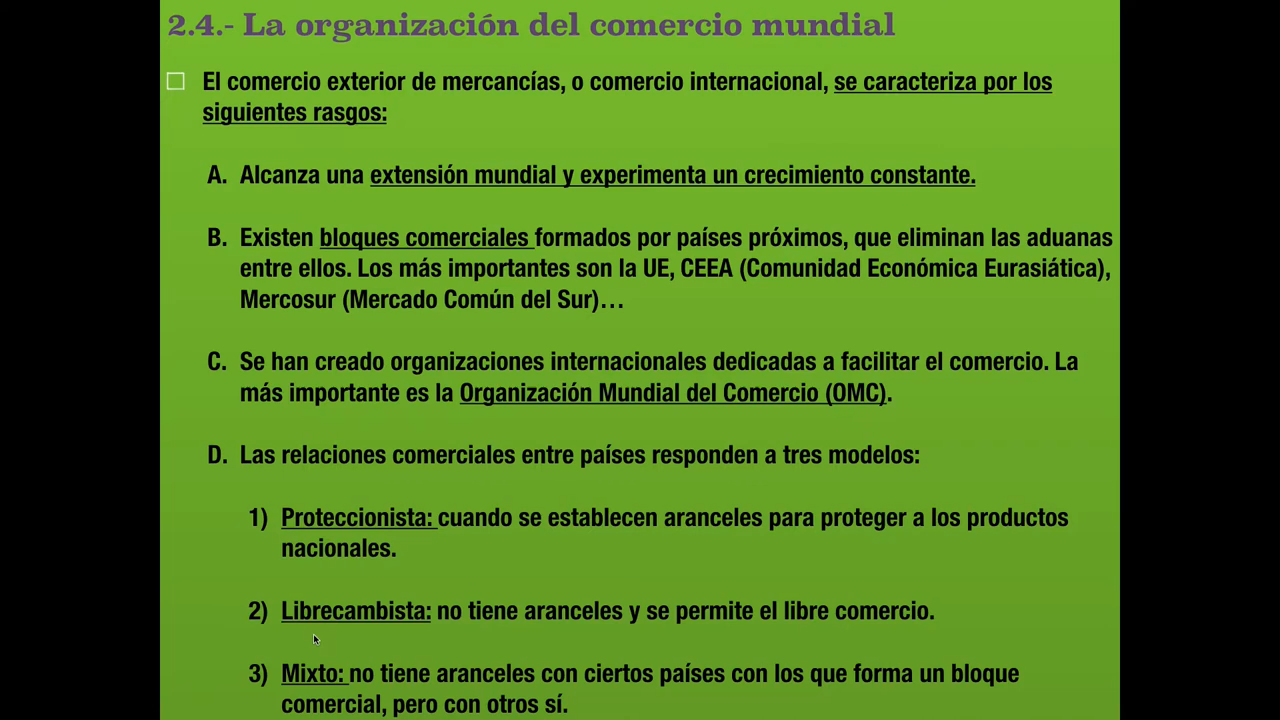 2.4.- La organización del comercio mundial
El comercio exterior de mercancías, o comercio internacional, se caracteriza por los
siguientes rasgos:
A. Alcanza una extensión mundial y experimenta un crecimiento constante.
B. Existen bloques comerciales formados por países próximos, que eliminan las aduanas
entre ellos. Los más importantes son la UE, CEEA (Comunidad Económica Eurasiática),
Mercosur (Mercado Común del Sur)…
C. Se han creado organizaciones internacionales dedicadas a facilitar el comercio. La
más importante es la Organización Mundial del Comercio (OMC).
D. Las relaciones comerciales entre países responden a tres modelos:
1) Proteccionista: cuando se establecen aranceles para proteger a los productos
nacionales.
2) Librecambista: no tiene aranceles y se permite el libre comercio.
3) Mixto: no tiene aranceles con ciertos países con los que forma un bloque
comercial, pero con otros sí.